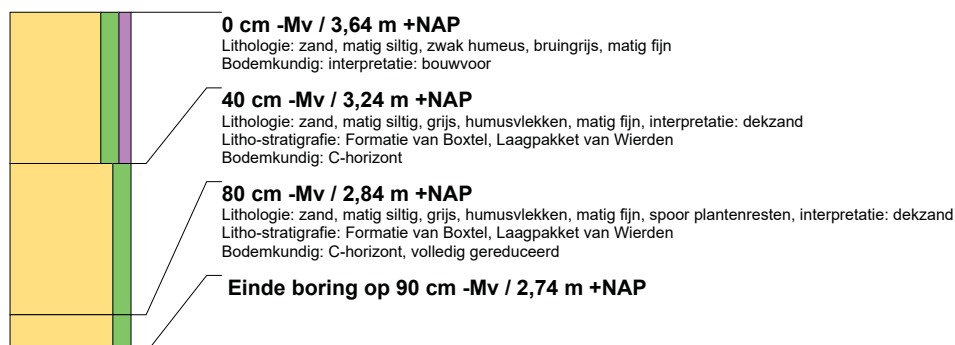 0 cm -Mv / 3,64 m +NAP
Lithologie: zand, matig siltig, zwak humeus, bruingrijs, matig fijn
Bodemkundig: interpretatie: bouwvoor
40 cm -Mv / 3,24 m +NAP
Lithologie: zand, matig siltig, grijs, humusvlekken, matig fijn, interpretatie: dekzand
Litho-stratigrafie: Formatie van Boxtel, Laagpakket van Wierden
Bodemkundig: C-horizont
80 cm -Mv / 2,84 m +NAP
Lithologie: zand, matig siltig, grijs, humusvlekken, matig fijn, spoor plantenresten, interpretatie: dekzand
Litho-stratigrafie: Formatie van Boxtel, Laagpakket van Wierden
Bodemkundig: C-horizont, volledig gereduceerd
Einde boring op 90 cm -Mv / 2,74 m +NAP